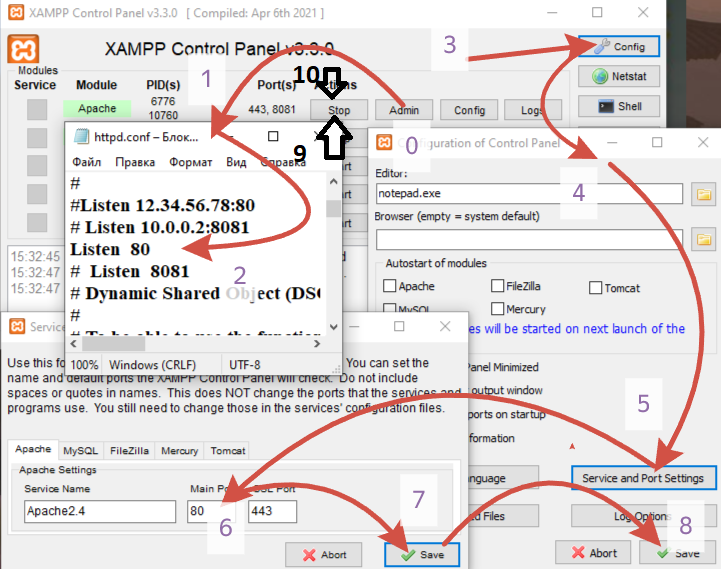 XAMPP Control Panel v3.3.0 [ Compiled: Apr 6th 2021 ]
XAMPP Control Panel v3.3.0
3
Config
Modules
Service Module PID(s) Port(s) Actions
1
10
Netstat
Apache 6776 10760 443, 8081 Stop Admin Config Logs
Shell
httpd.conf – Блок...
9
0
Configuration of Control Panel
Файл Правка Формат Вид Справка
#
#Listen 12.34.56.78:80
# Listen 10.0.0.2:8081
Listen 80
# Listen 8081
# Dynamic Shared Object (DSO
#
2
100% Windows (CRLF) UTF-8
15:32:45
15:32:47
15:32:47
Editor:
4
notepad.exe
Browser (empty = system default)
Autostart of modules
Apache FileZilla Tomcat
MySQL Mercury
es will be started on next launch of the
Panel Minimized
output window
ports on startup
formation
5
Service and Port Settings
Log Options
8
Abort Save
Use this fo
You can set the
name and default ports the XAMPP Control Panel will check. Do not include
spaces or quotes in names. This does NOT change the ports that the services and
programs use. You still need to change those in the services' configuration files.
Apache MySQL FileZilla Mercury Tomcat
Apache Settings
Service Name Main Port SSL Port
Apache2.4 80 443
6
7
Abort Save